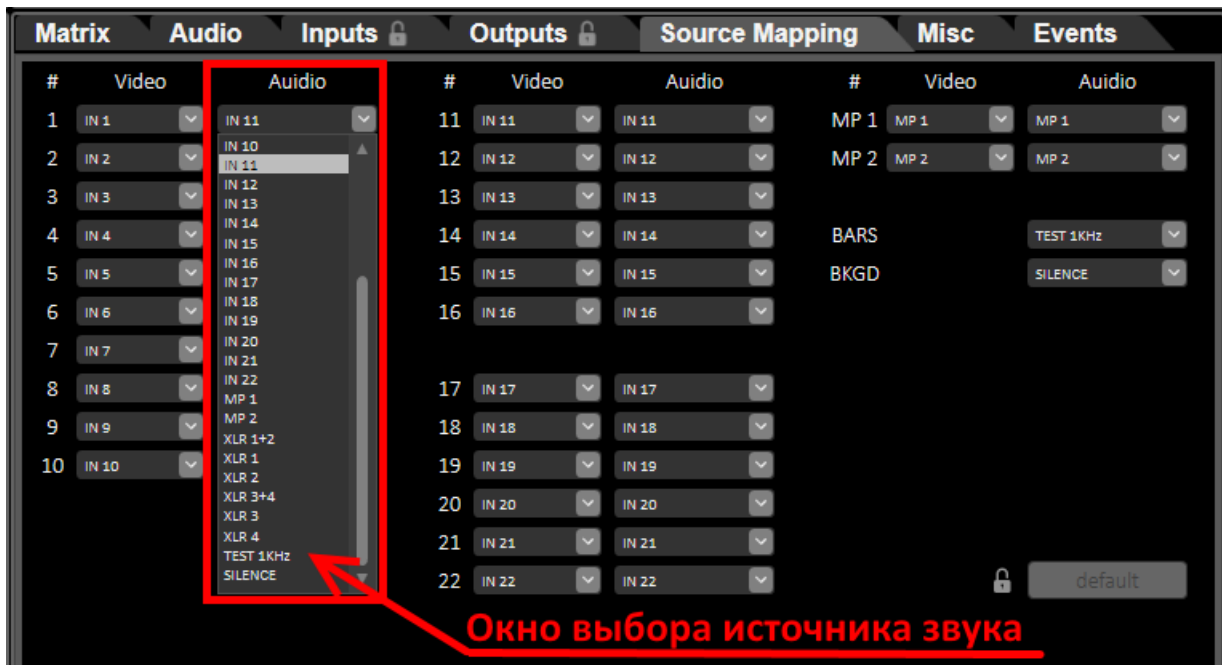 Matrix Audio Inputs Outputs Source Mapping Misc Events
# Video Auidio # Video Auidio # Video Auidio
1 IN 1 IN 11 11 IN 11 IN 11 MP 1 MP 1 MP 1
2 IN 2 IN 10 12 IN 12 IN 12 MP 2 MP 2 MP 2
IN 11
IN 12
3 IN 3 IN 13 13 IN 13 IN 13
IN 14
4 IN 4 IN 15 14 IN 14 IN 14 BARS TEST 1KHz
IN 16
5 IN 5 IN 17 15 IN 15 IN 15 BKGD SILENCE
IN 18
6 IN 6 IN 19 16 IN 16 IN 16
IN 20
7 IN 7 IN 21
IN 22
8 IN 8 MP 1 17 IN 17 IN 17
MP 2
9 IN 9 XLR 1+2 18 IN 18 IN 18
XLR 1
10 IN 10 XLR 2 19 IN 19 IN 19
XLR 3+4
XLR 3 20 IN 20 IN 20
XLR 4
TEST 1KHz 21 IN 21 IN 21
SILENCE 22 IN 22 IN 22 default
Окно выбора источника звука